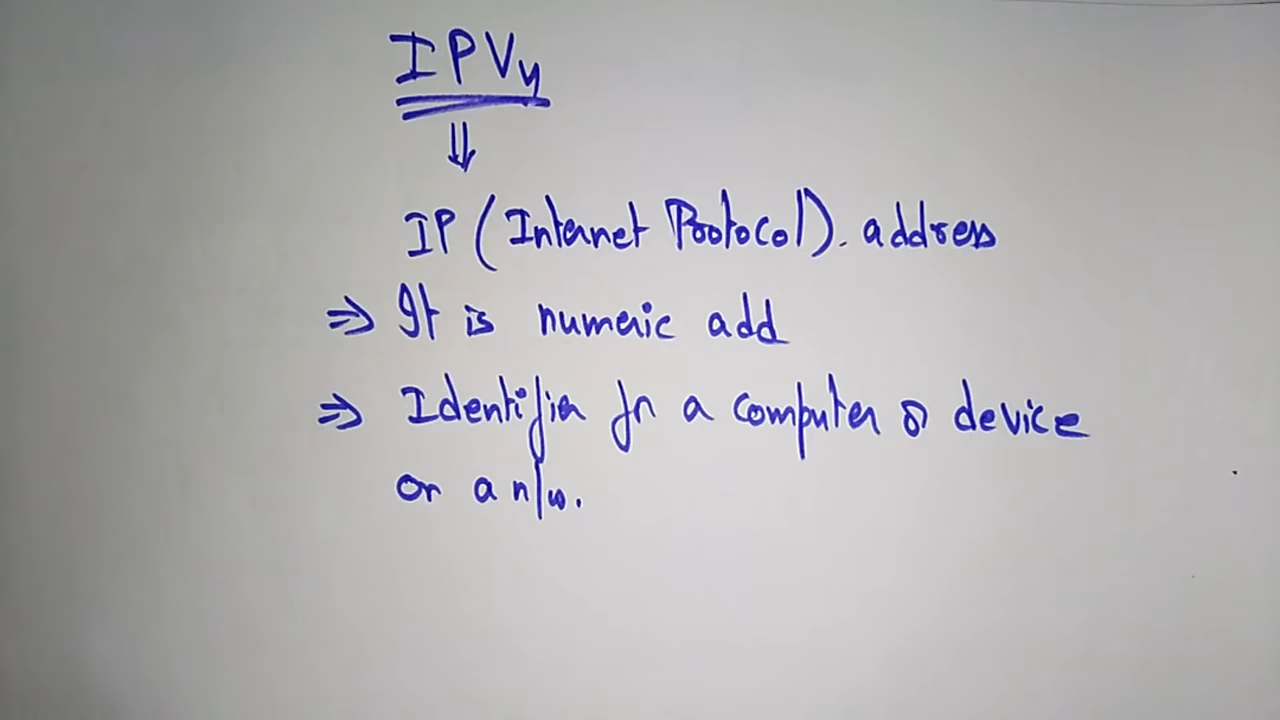 IPV4
⇓
IP (Internet Protocol). address
⇒ It is numeric add
⇒ Identifier for a computer or device
on a n/w.